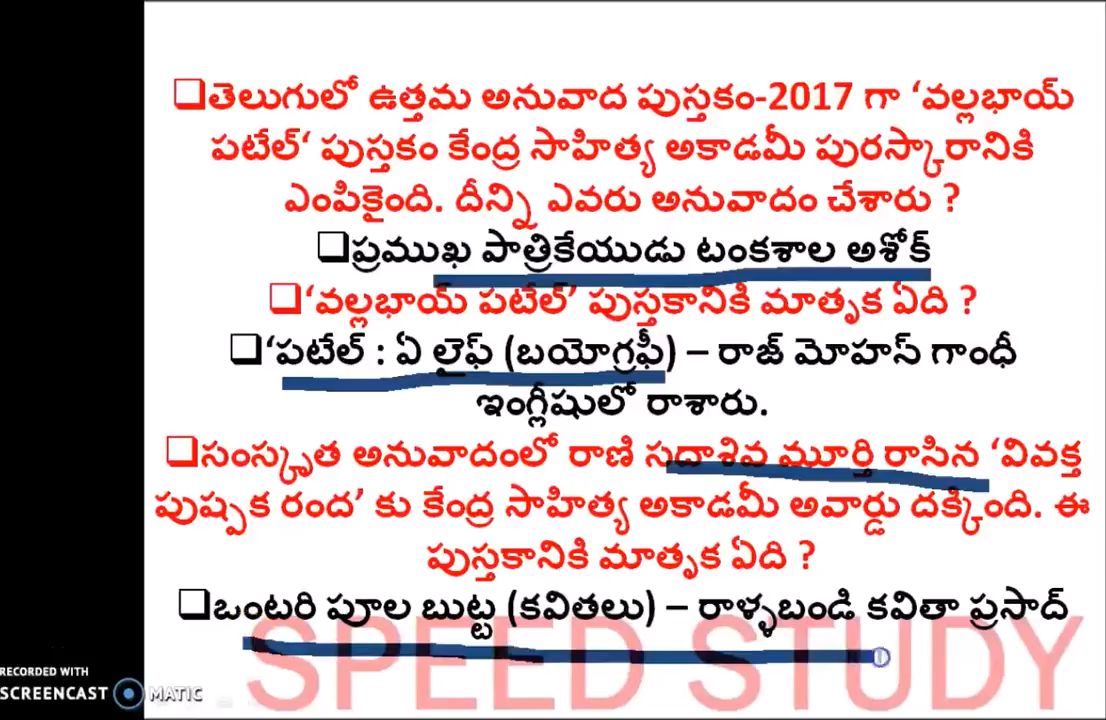 ❑తెలుగులో ఉత్తమ అనువాద పుస్తకం-2017 గా ‘వల్లభాయ్
పటేల్‘ పుస్తకం కేంద్ర సాహిత్య అకాడమీ పురస్కారానికి
ఎంపికైంది. దీన్ని ఎవరు అనువాదం చేశారు ?
❑ప్రముఖ పాత్రికేయుడు టంకశాల అశోక్
❑‘వల్లభాయ్ పటేల్’ పుస్తకానికి మాతృక ఏది ?
❑‘పటేల్ : ఏ లైఫ్ (బయోగ్రఫీ) – రాజ్ మోహస్ గాంధీ
ఇంగ్లీషులో రాశారు.
❑సంస్కృత అనువాదంలో రాణి సదాశివ మూర్తి రాసిన ‘వివక్త
పుష్పక రంద’ కు కేంద్ర సాహిత్య అకాడమీ అవార్డు దక్కింది. ఈ
పుస్తకానికి మాతృక ఏది ?
❑ఒంటరి పూల బుట్ట (కవితలు) – రాళ్ళబండి కవితా ప్రసాద్
SPEED STUDY
RECORDED WITH
SCREENCAST MATIC